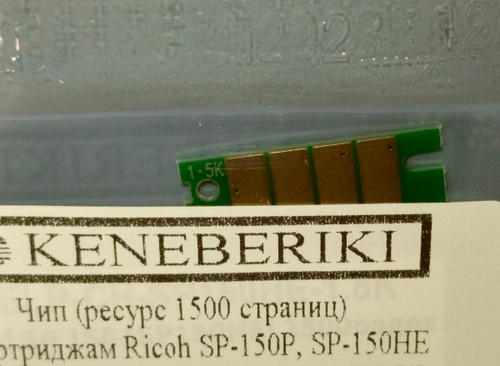 1-5K
KENEBERIKI
Чип (ресурс 1500 страниц)
отриджам Ricoh SP-150P, SP-150HE